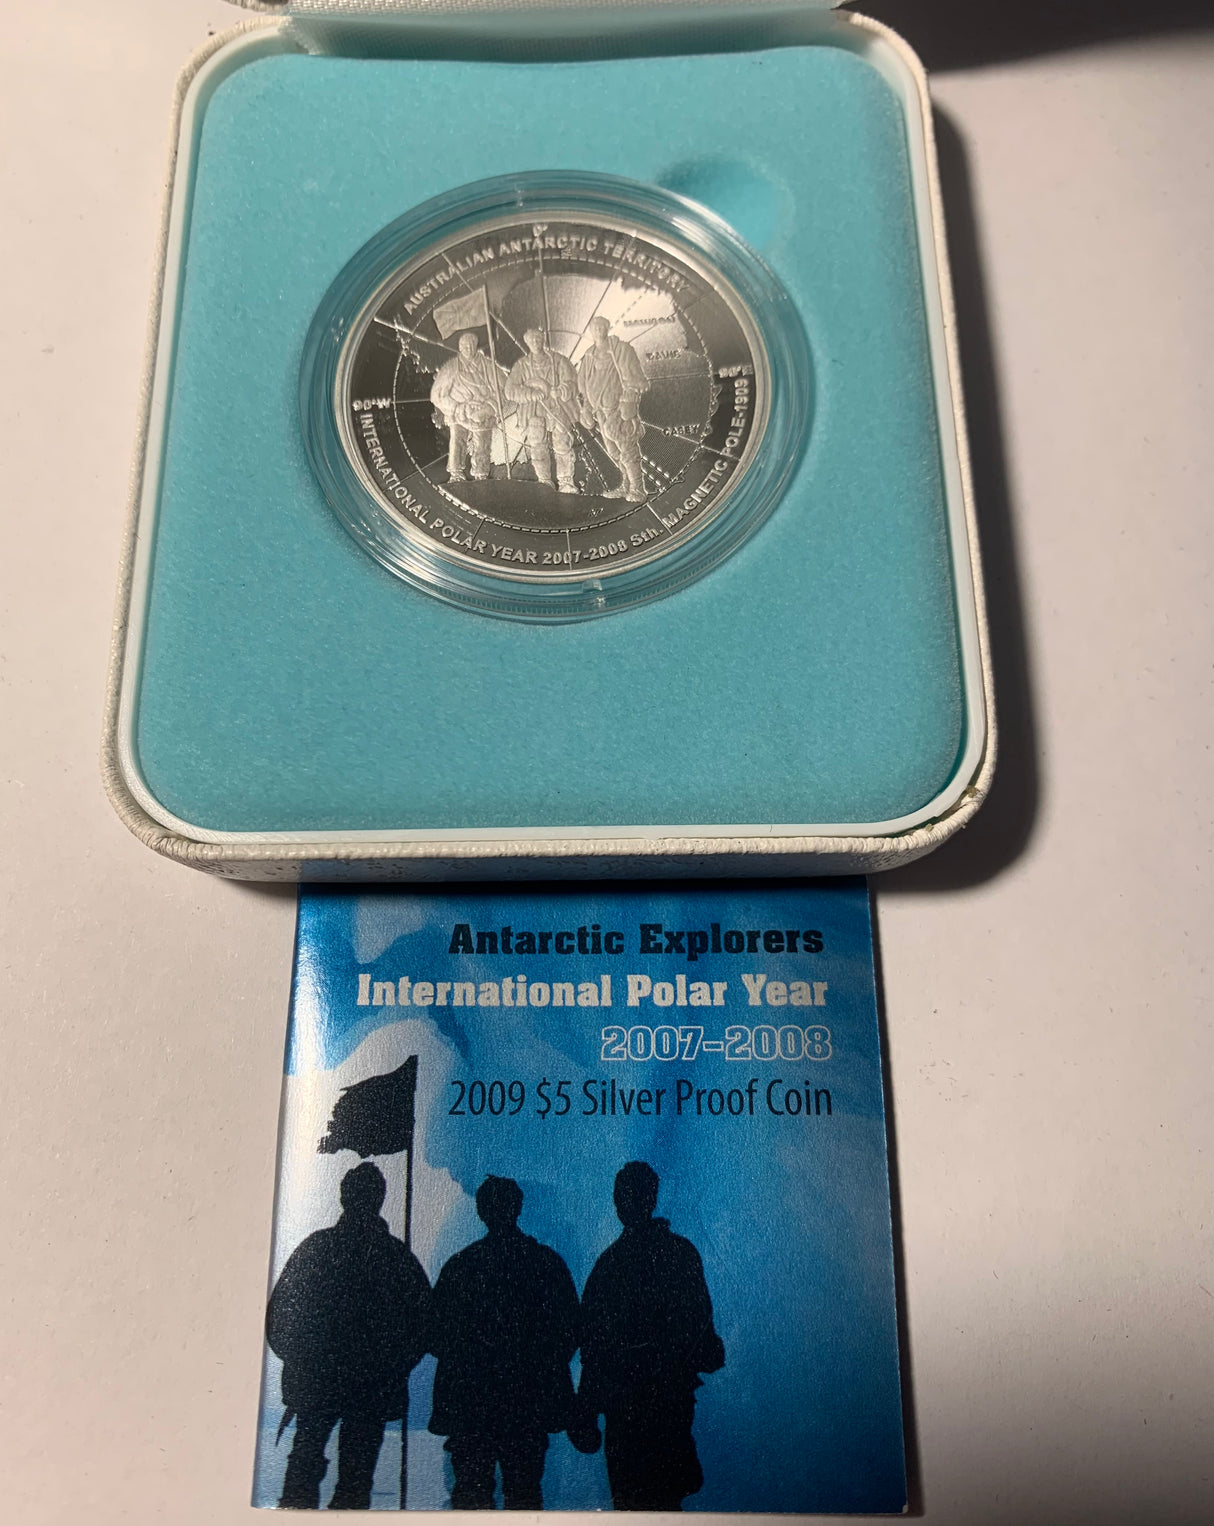 AUSTRALIAN ANTARCTIC TERRITORY
0°
MAWSON
DAVIS
90°W
90°E
CASEY
INTERNATIONAL POLAR YEAR 2007-2008 Sth. MAGNETIC POLE-1909
Antarctic Explorers
International Polar Year
2007-2008
2009 $5 Silver Proof Coin